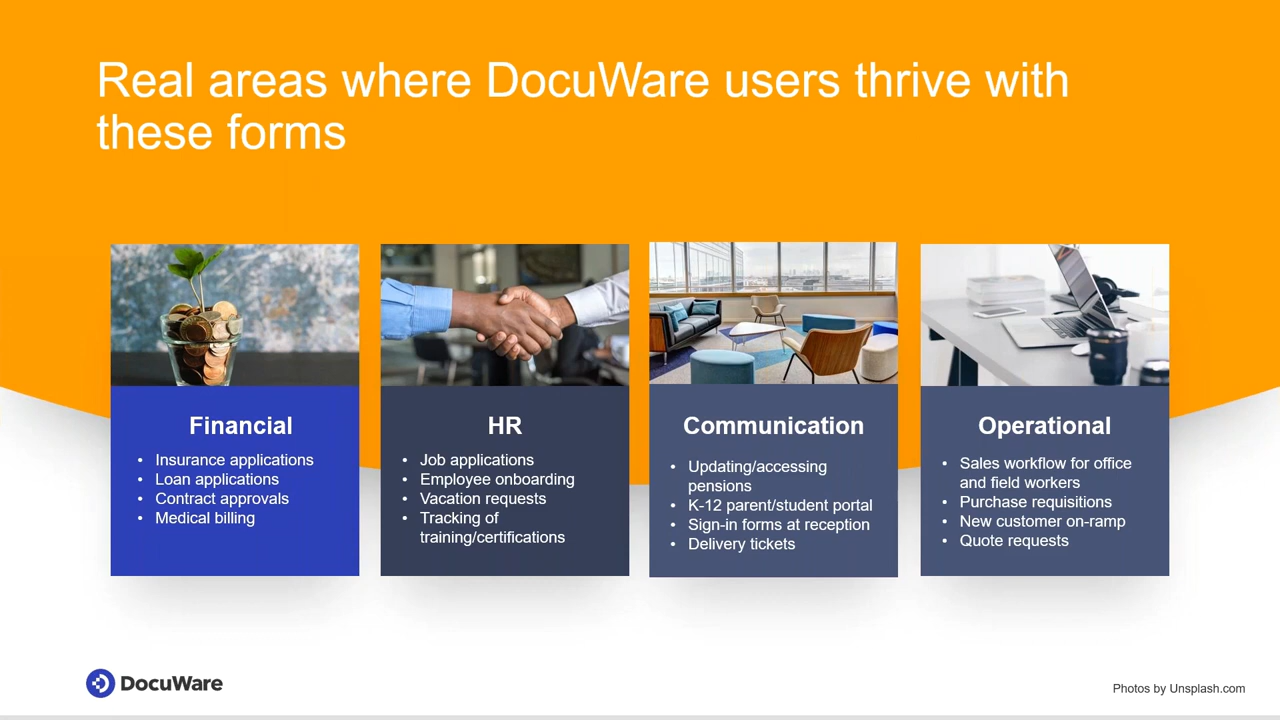 Real areas where DocuWare users thrive with
these forms
Financial
• Insurance applications
• Loan applications
• Contract approvals
• Medical billing
HR
• Job applications
• Employee onboarding
• Vacation requests
• Tracking of
training/certifications
Communication
• Updating/accessing
pensions
• K-12 parent/student portal
• Sign-in forms at reception
• Delivery tickets
Operational
• Sales workflow for office
and field workers
• Purchase requisitions
• New customer on-ramp
• Quote requests
DocuWare
Photos by Unsplash.com